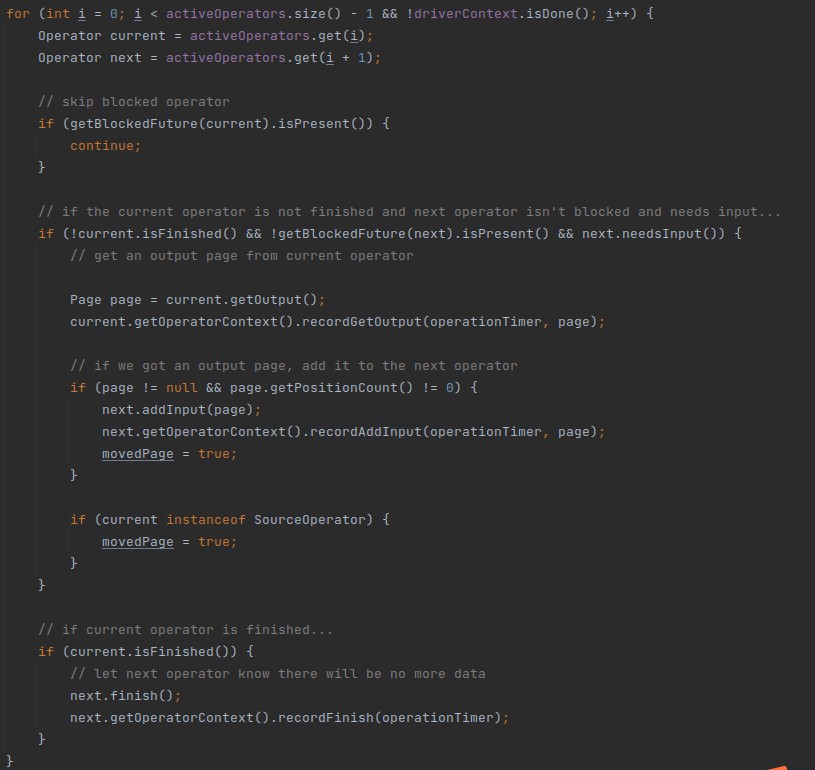 for (int i = 0; i < activeOperators.size() - 1 && !driverContext.isDone(); i++) {
    Operator current = activeOperators.get(i);
    Operator next = activeOperators.get(i + 1);

    // skip blocked operator
    if (getBlockedFuture(current).isPresent()) {
        continue;
    }

    // if the current operator is not finished and next operator isn't blocked and needs input...
    if (!current.isFinished() && !getBlockedFuture(next).isPresent() && next.needsInput()) {
        // get an output page from current operator

        Page page = current.getOutput();
        current.getOperatorContext().recordGetOutput(operationTimer, page);

        // if we got an output page, add it to the next operator
        if (page != null && page.getPositionCount() != 0) {
            next.addInput(page);
            next.getOperatorContext().recordAddInput(operationTimer, page);
            movedPage = true;
        }

        if (current instanceof SourceOperator) {
            movedPage = true;
        }
    }

    // if current operator is finished...
    if (current.isFinished()) {
        // let next operator know there will be no more data
        next.finish();
        next.getOperatorContext().recordFinish(operationTimer);
    }
}